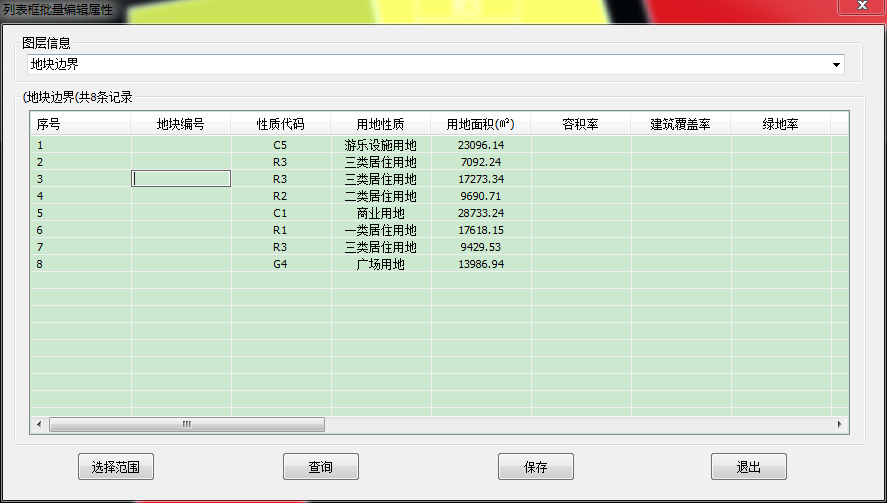 列表框批量编辑属性
图层信息
地块边界
(地块边界(共8条记录
序号 地块编号 性质代码 用地性质 用地面积(㎡) 容积率 建筑覆盖率 绿地率
1 C5 游乐设施用地 23096.14
2 R3 三类居住用地 7092.24
3 R3 三类居住用地 17273.34
4 R2 二类居住用地 9690.71
5 C1 商业用地 28733.24
6 R1 一类居住用地 17618.15
7 R3 三类居住用地 9429.53
8 G4 广场用地 13986.94
选择范围 查询 保存 退出